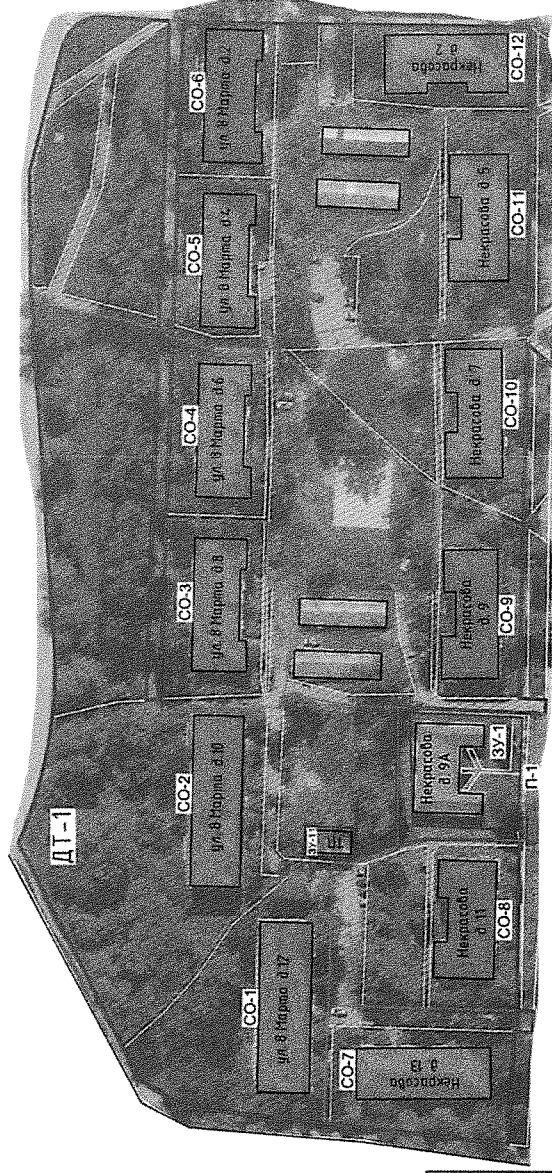 ДТ-1
СО-1
ул. 8 Марта д.12
СО-2
ул. 8 Марта д.10
СО-3
ул. 8 Марта д.8
СО-4
ул. 8 Марта д.6
СО-5
ул. 8 Марта д.4
СО-6
ул. 8 Марта д.2
СО-7
Некрасова
д. 13
Некрасова
д. 11
СО-8
ЗУ-11
Некрасова
д. 9А
ЗУ-1
П-1
Некрасова
д. 9
СО-9
Некрасова д. 7
СО-10
Некрасова д. 5
СО-11
Некрасова
д. 2
СО-12